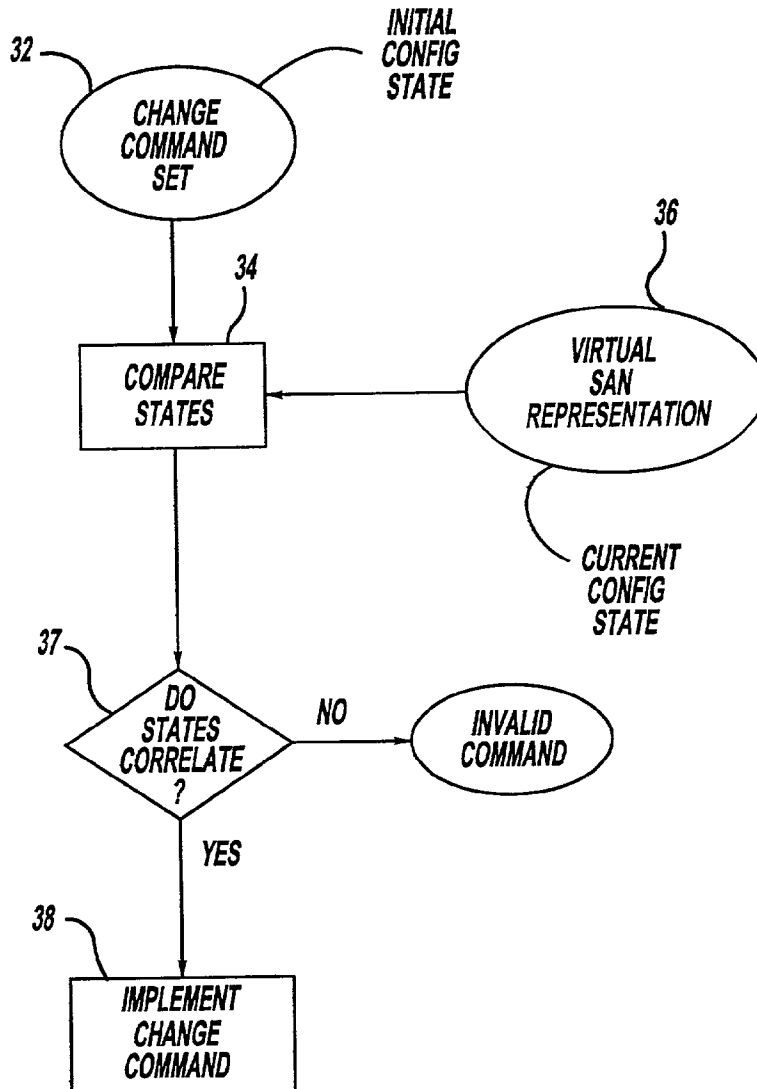 32
INITIAL
CONFIG
STATE
CHANGE
COMMAND
SET
34
36
COMPARE
STATES
VIRTUAL
SAN
REPRESENTATION
CURRENT
CONFIG
STATE
37
DO
STATES
CORRELATE
?
NO
INVALID
COMMAND
YES
38
IMPLEMENT
CHANGE
COMMAND